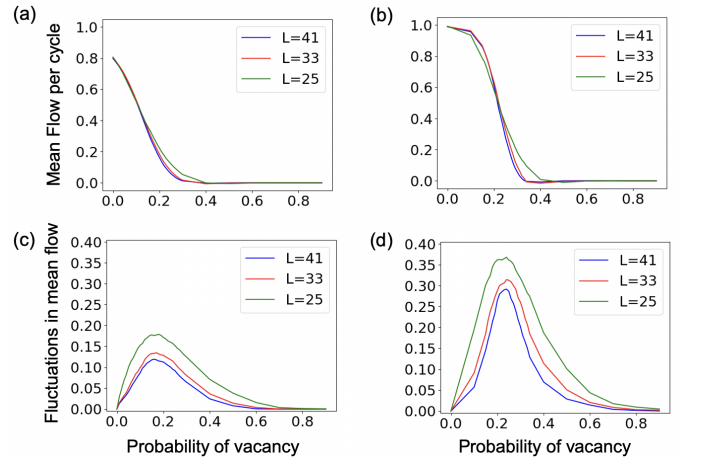 (a)
Mean Flow per cycle
1.0
0.8
0.6
0.4
0.2
0.0
0.0 0.2 0.4 0.6 0.8
L=41
L=33
L=25
(b)
1.0
0.8
0.6
0.4
0.2
0.0
0.0 0.2 0.4 0.6 0.8
L=41
L=33
L=25
(c)
Fluctuations in mean flow
0.40
0.35
0.30
0.25
0.20
0.15
0.10
0.05
0.00
0.0 0.2 0.4 0.6 0.8
Probability of vacancy
L=41
L=33
L=25
(d)
0.40
0.35
0.30
0.25
0.20
0.15
0.10
0.05
0.00
0.0 0.2 0.4 0.6 0.8
Probability of vacancy
L=41
L=33
L=25